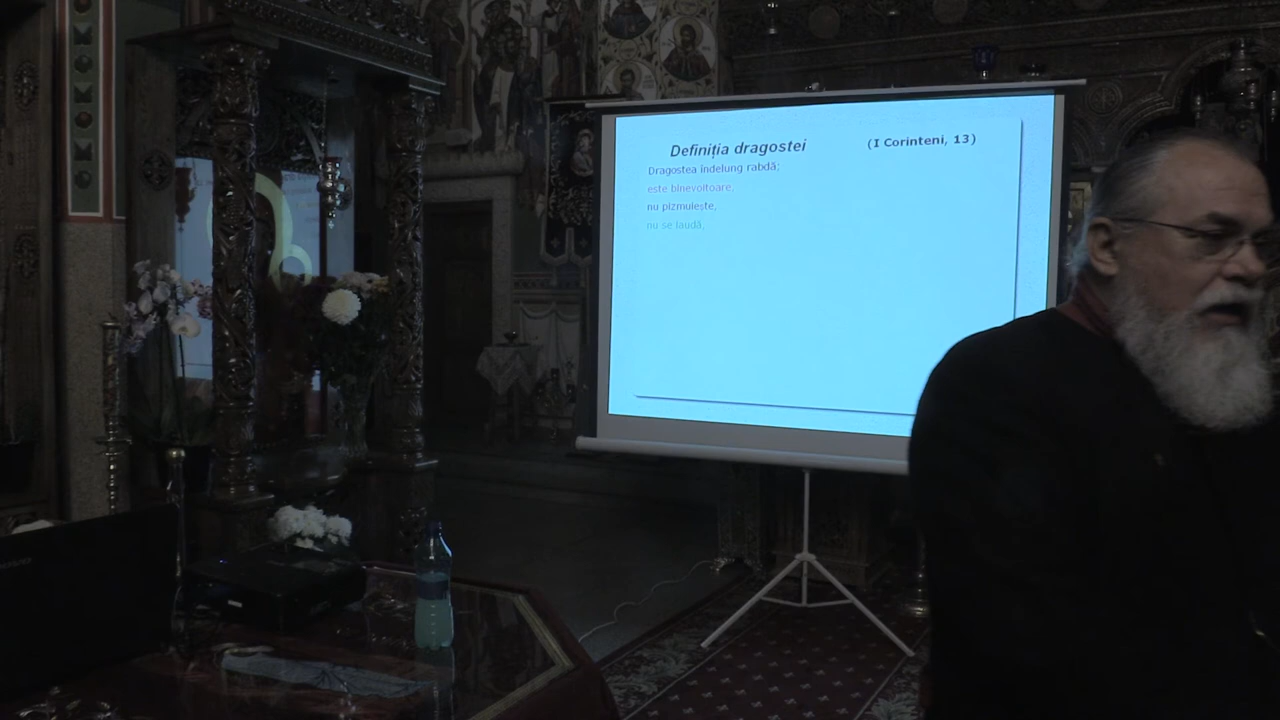 Definiția dragostei (I Corinteni, 13)
Dragostea îndelung rabdă;
este binevoitoare,
nu pizmuiește,
nu se laudă,